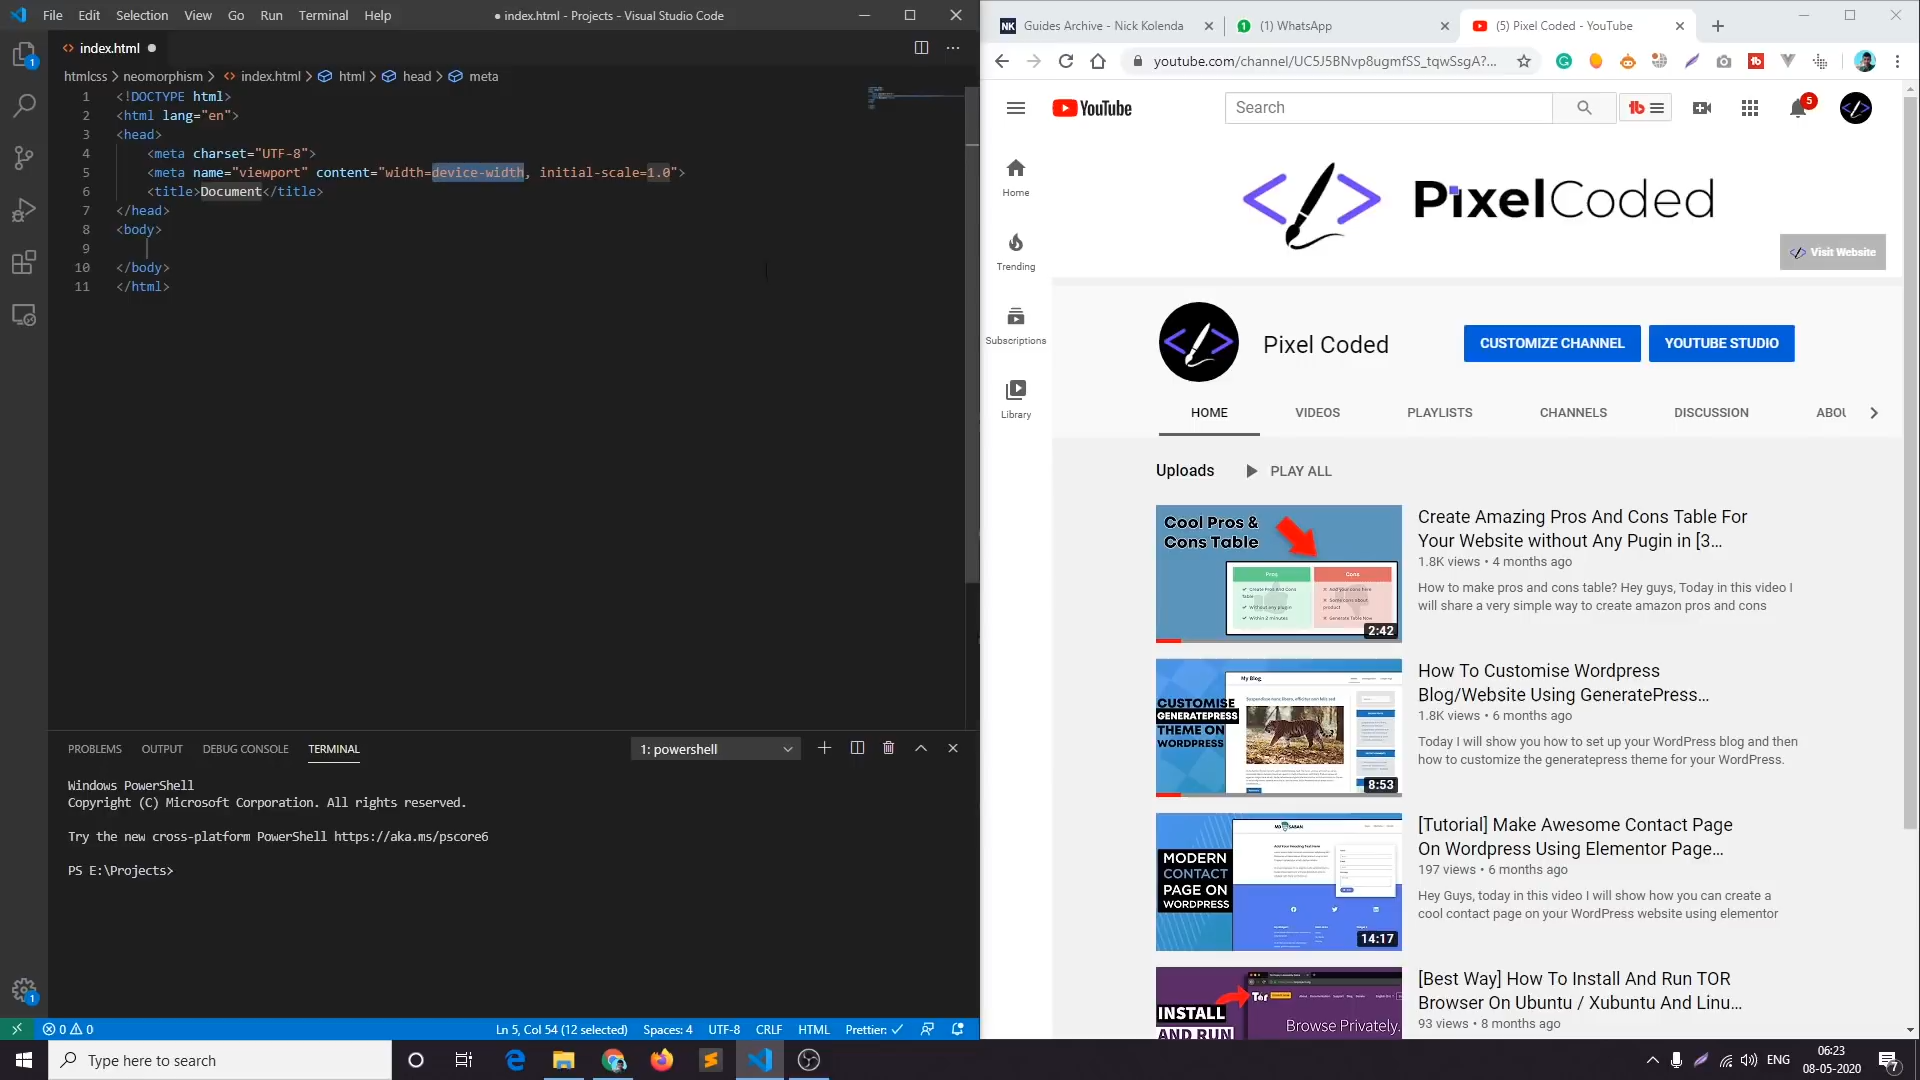 File Edit Selection View Go Run Terminal Help
● index.html - Projects - Visual Studio Code
index.html
htmlcss > neomorphism > index.html > html > head > meta
1 <!DOCTYPE html>
2 <html lang="en">
3 <head>
4 <meta charset="UTF-8">
5 <meta name="viewport" content="width=device-width, initial-scale=1.0">
6 <title>Document</title>
7 </head>
8 <body>
9
10 </body>
11 </html>
PROBLEMS OUTPUT DEBUG CONSOLE TERMINAL
1: powershell
Windows PowerShell
Copyright (C) Microsoft Corporation. All rights reserved.
Try the new cross-platform PowerShell https://aka.ms/pscore6
PS E:\Projects>
0 0
Ln 5, Col 54 (12 selected) Spaces: 4 UTF-8 CRLF HTML Prettier: ✓
Guides Archive - Nick Kolenda
(1) WhatsApp
(5) Pixel Coded - YouTube
youtube.com/channel/UC5J5BNvp8ugmfSS_tqwSsgA?...
YouTube
Search
5
Home
Trending
Subscriptions
Library
PixelCoded
Visit Website
Pixel Coded
CUSTOMIZE CHANNEL
YOUTUBE STUDIO
HOME VIDEOS PLAYLISTS CHANNELS DISCUSSION ABOU
Uploads
PLAY ALL
Cool Pros &
Cons Table
Pros Cons
2:42
Create Amazing Pros And Cons Table For
Your Website without Any Pugin in [3...
1.8K views • 4 months ago
How to make pros and cons table? Hey guys, Today in this video I
will share a very simple way to create amazon pros and cons
My Blog
CUSTOMISE
GENERATEPRESS
THEME ON
WORDPRESS
8:53
How To Customise Wordpress
Blog/Website Using GeneratePress...
1.8K views • 6 months ago
Today I will show you how to set up your WordPress blog and then
how to customize the generatepress theme for your WordPress.
MODERN
CONTACT
PAGE ON
WORDPRESS
14:17
[Tutorial] Make Awesome Contact Page
On Wordpress Using Elementor Page...
197 views • 6 months ago
Hey Guys, today in this video I will show how you can create a
cool contact page on your WordPress website using elementor
Tor
INSTALL
AND RUN
Browse Privately.
[Best Way] How To Install And Run TOR
Browser On Ubuntu / Xubuntu And Linu...
93 views • 8 months ago
Type here to search
ENG
06:23
08-05-2020
7